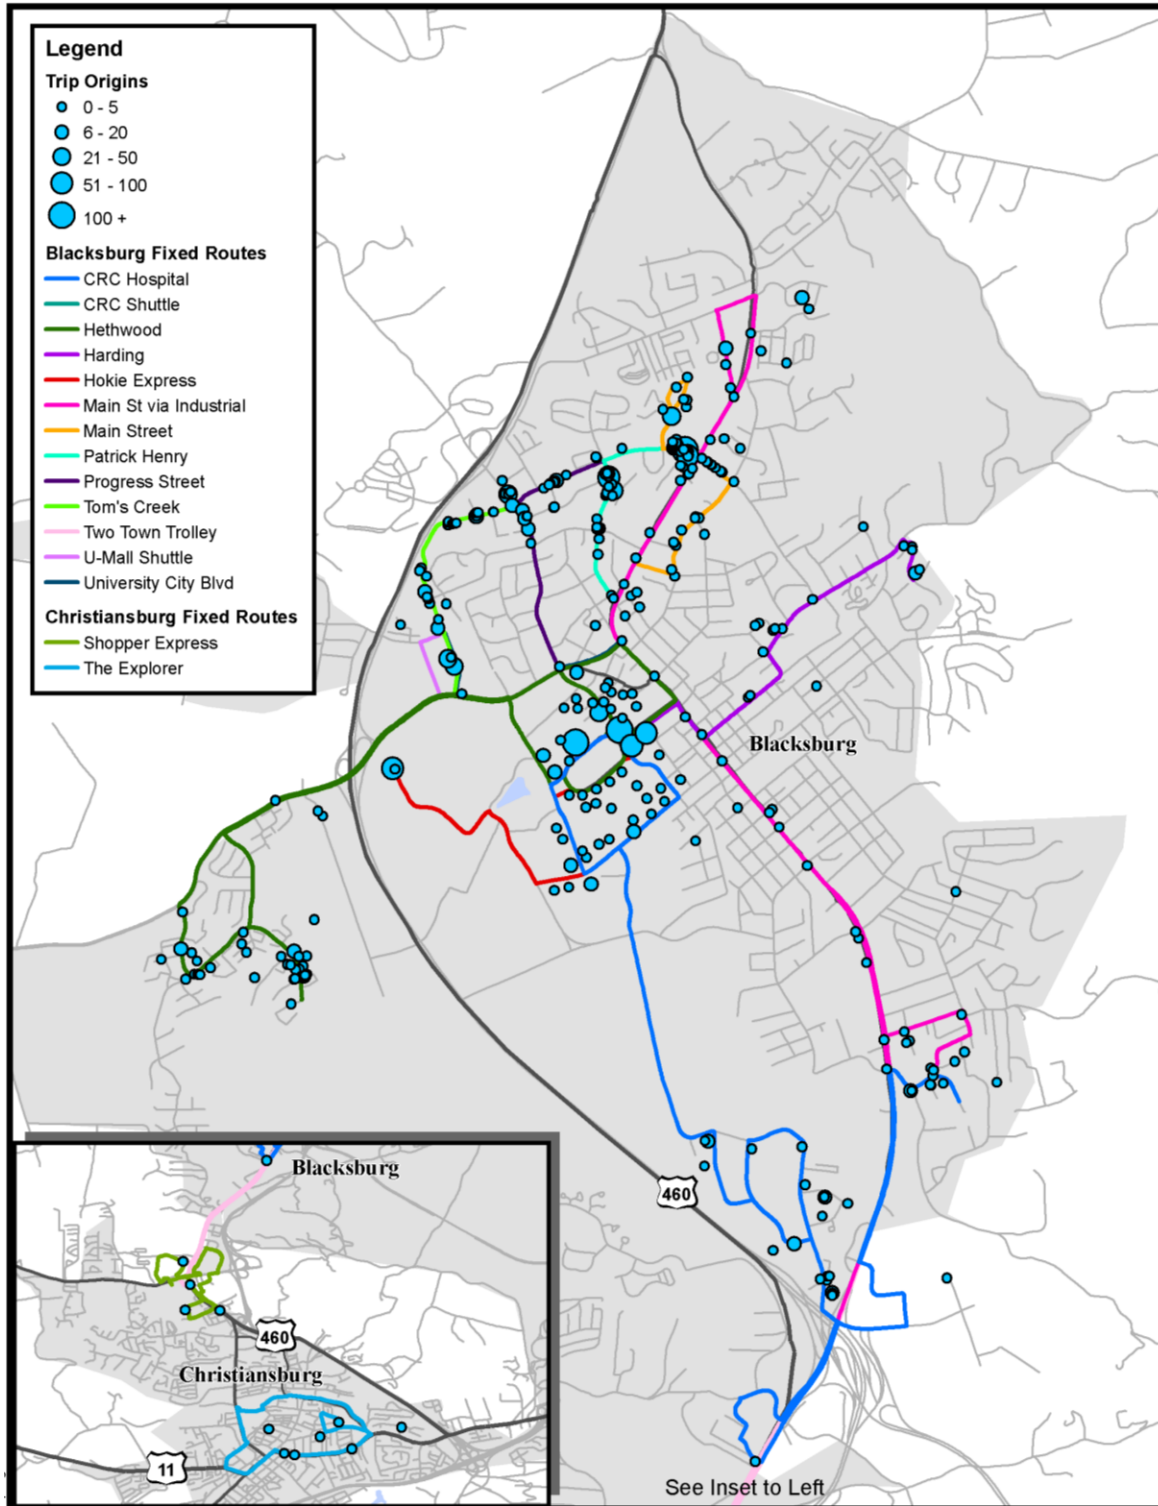 Legend
Trip Origins
0 - 5
6 - 20
21 - 50
51 - 100
100 +
Blacksburg Fixed Routes
CRC Hospital
CRC Shuttle
Hethwood
Harding
Hokie Express
Main St via Industrial
Main Street
Patrick Henry
Progress Street
Tom's Creek
Two Town Trolley
U-Mall Shuttle
University City Blvd
Christiansburg Fixed Routes
Shopper Express
The Explorer
Blacksburg
460
Blacksburg
460
Christiansburg
11
See Inset to Left